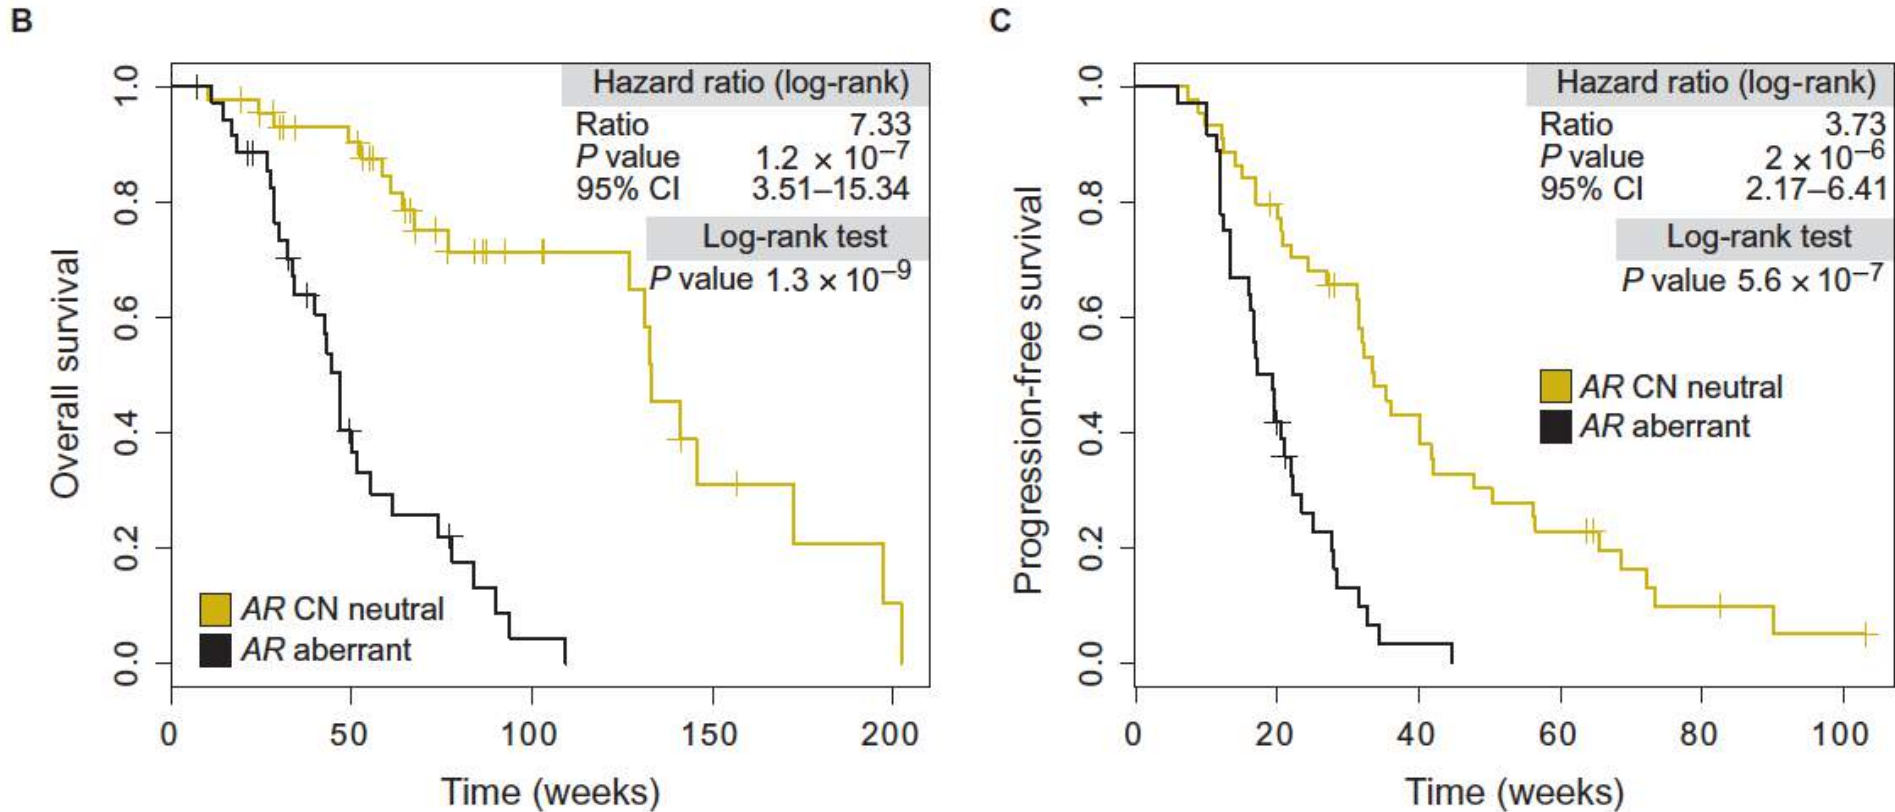 B
Overall survival
1.0
0.8
0.6
0.4
0.2
0.0
Hazard ratio (log-rank)
Ratio 7.33
P value 1.2 × 10⁻⁷
95% CI 3.51–15.34
Log-rank test
P value 1.3 × 10⁻⁹
AR CN neutral
AR aberrant
0 50 100 150 200
Time (weeks)
C
Progression-free survival
1.0
0.8
0.6
0.4
0.2
0.0
Hazard ratio (log-rank)
Ratio 3.73
P value 2 × 10⁻⁶
95% CI 2.17–6.41
Log-rank test
P value 5.6 × 10⁻⁷
AR CN neutral
AR aberrant
0 20 40 60 80 100
Time (weeks)